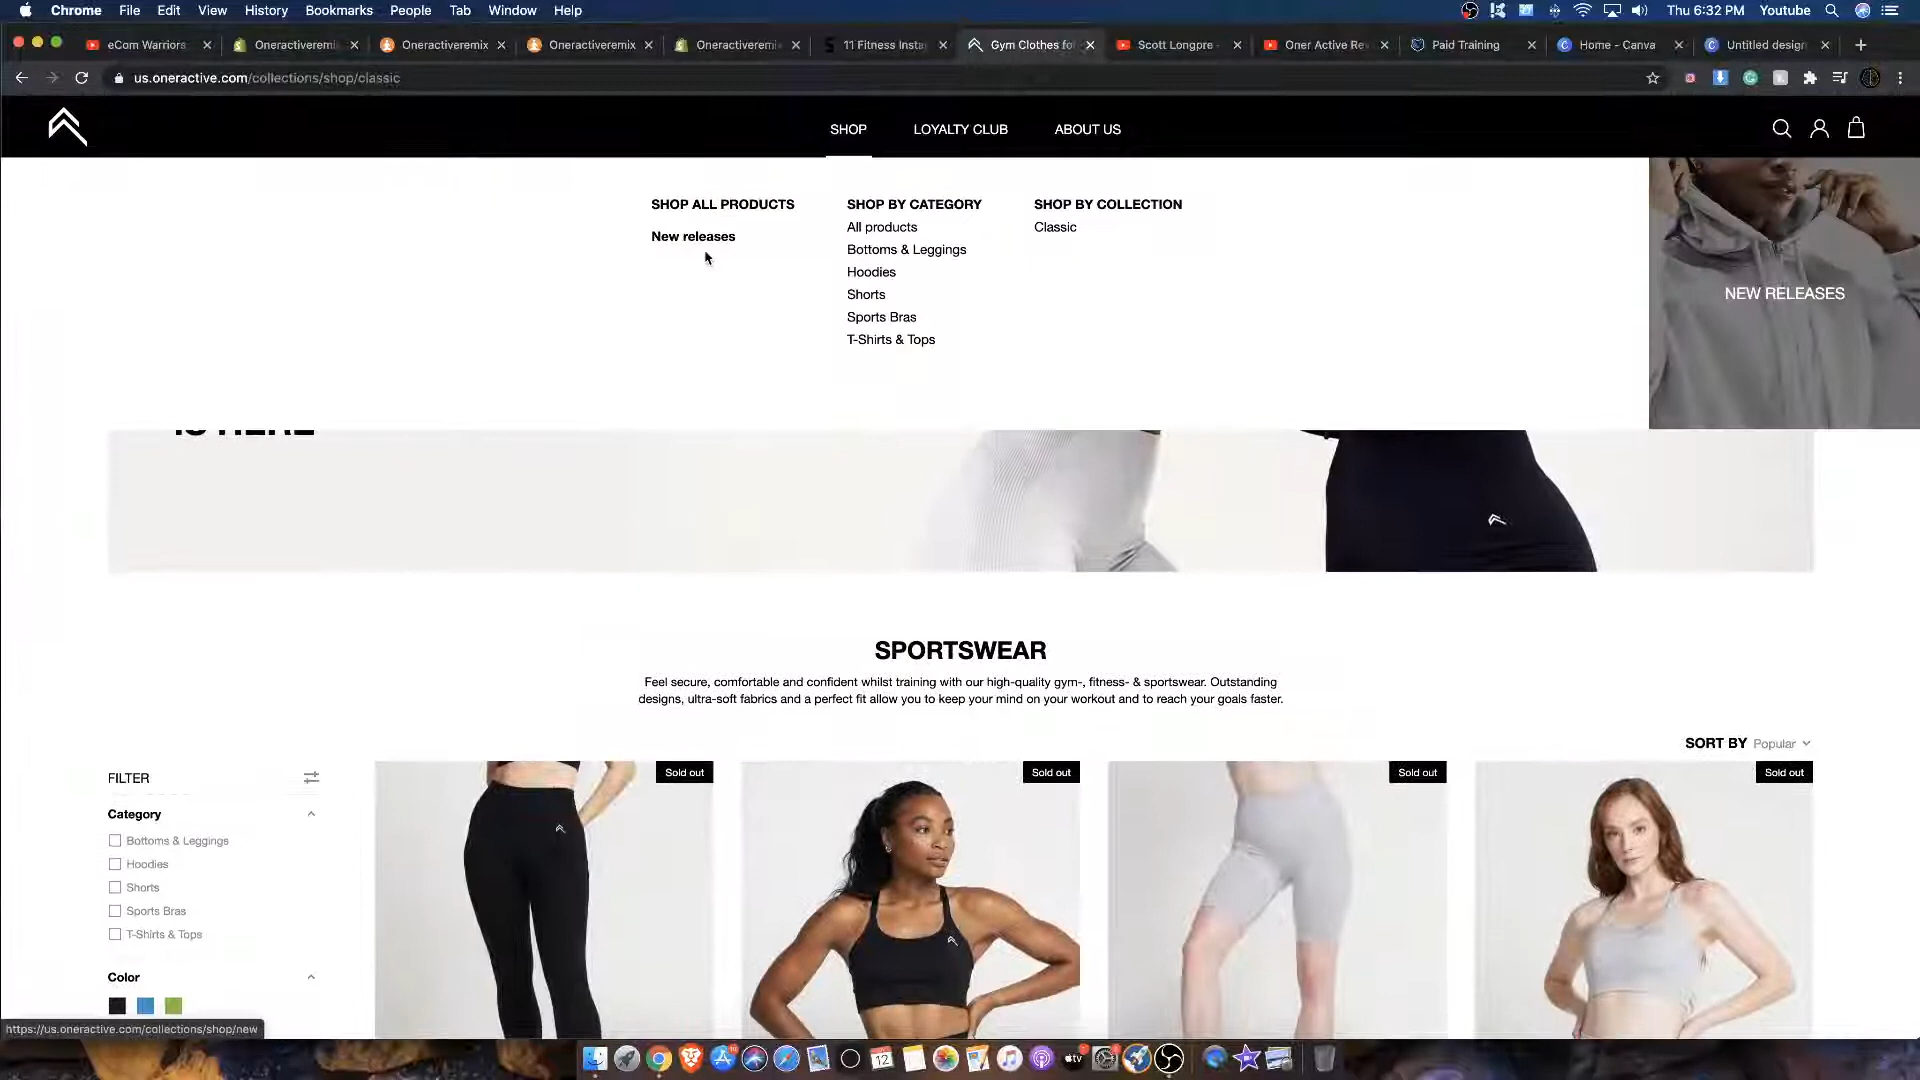 Chrome File Edit View History Bookmarks People Tab Window Help Thu 6:32 PM Youtube
eCom Warriors Oneractiveremi Oneractiveremix Oneractiveremix Oneractiveremi 11 Fitness Insta Gym Clothes fo Scott Longpre Oner Active Re Paid Training Home - Canva Untitled design
us.oneractive.com/collections/shop/classic
SHOP LOYALTY CLUB ABOUT US
SHOP ALL PRODUCTS SHOP BY CATEGORY SHOP BY COLLECTION
All products Classic
New releases
Bottoms & Leggings
Hoodies
NEW RELEASES
Shorts
Sports Bras
T-Shirts & Tops
IS HERE
SPORTSWEAR
Feel secure, comfortable and confident whilst training with our high-quality gym-, fitness- & sportswear. Outstanding
designs, ultra-soft fabrics and a perfect fit allow you to keep your mind on your workout and to reach your goals faster.
SORT BY Popular
Sold out Sold out Sold out Sold out
FILTER
Category
Bottoms & Leggings
Hoodies
Shorts
Sports Bras
T-Shirts & Tops
Color
https://us.oneractive.com/collections/shop/new
12
tv